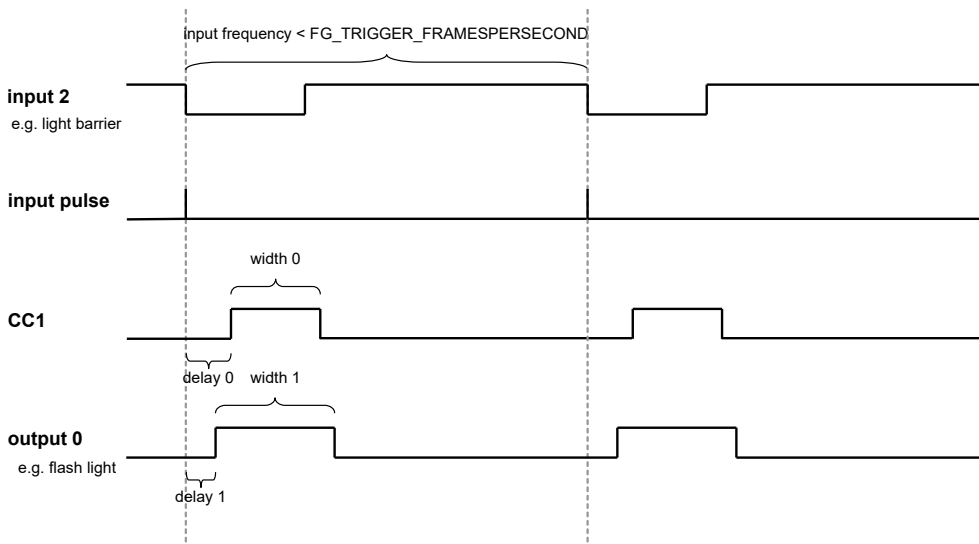 input frequency < FG_TRIGGER_FRAMESPERSECOND
input 2
e.g. light barrier
input pulse
width 0
CC1
delay 0
width 1
output 0
e.g. flash light
delay 1